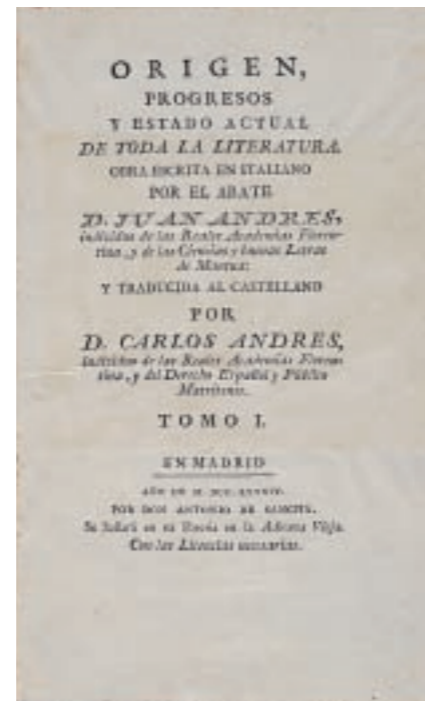 ORIGEN,
PROGRESOS
Y ESTADO ACTUAL
DE TODA LA LITERATURA.
OBRA ESCRITA EN ITALIANO
POR EL ABATE
D. JUAN ANDRES,
individuo de las Reales Academias Floren-
tina, y de las Ciencias y buenas Letras
de Mantua:
Y TRADUCIDA AL CASTELLANO
POR
D. CARLOS ANDRES,
Individuo de las Reales Academias Floren-
tina, y del Derecho Español y Público
Matritense.
TOMO I.
EN MADRID
AÑO DE M. DCC.
POR DON ANTONIO DE SANCHA.
Se hallará en su Librería en la Aduana Vieja.
Con las Licencias necesarias.